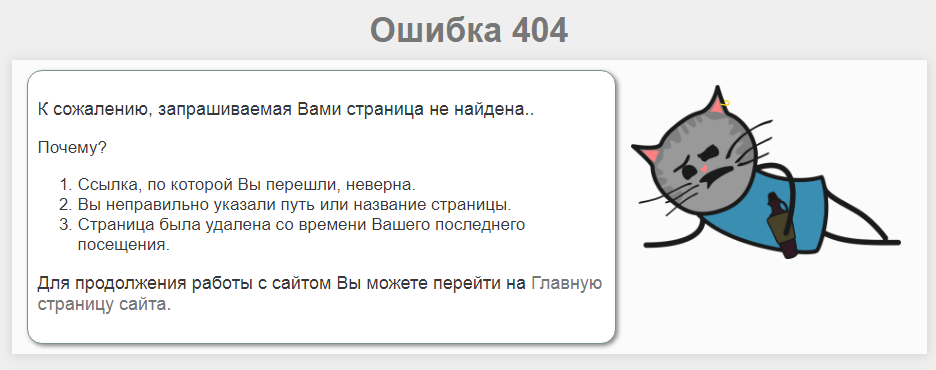 Ошибка 404
К сожалению, запрашиваемая Вами страница не найдена..
Почему?
1. Ссылка, по которой Вы перешли, неверна.
2. Вы неправильно указали путь или название страницы.
3. Страница была удалена со времени Вашего последнего
посещения.
Для продолжения работы с сайтом Вы можете перейти на Главную
страницу сайта.